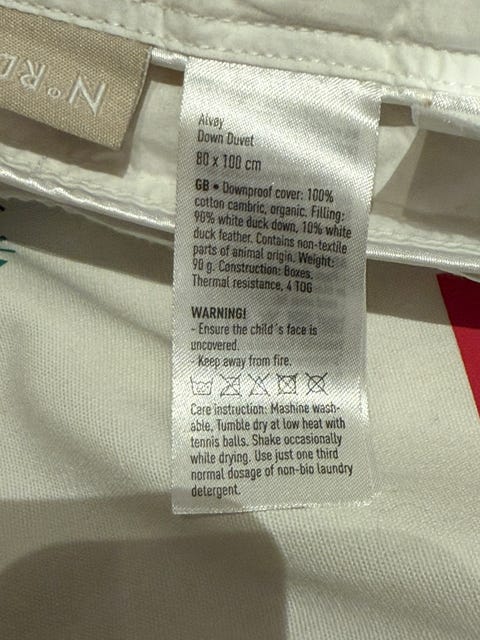 N°RD
Alvøy
Down Duvet
80 x 100 cm
GB • Downproof cover: 100%
cotton cambric, organic. Filling:
90% white duck down, 10% white
duck feather. Contains non-textile
parts of animal origin. Weight:
90 g. Construction: Boxes,
Thermal resistance, 4 TOG
WARNING!
- Ensure the child´s face is
uncovered.
- Keep away from fire.
Care instruction: Mashine wash-
able, Tumble dry at low heat with
tennis balls. Shake occasionally
while drying. Use just one third
normal dosage of non-bio laundry
detergent.